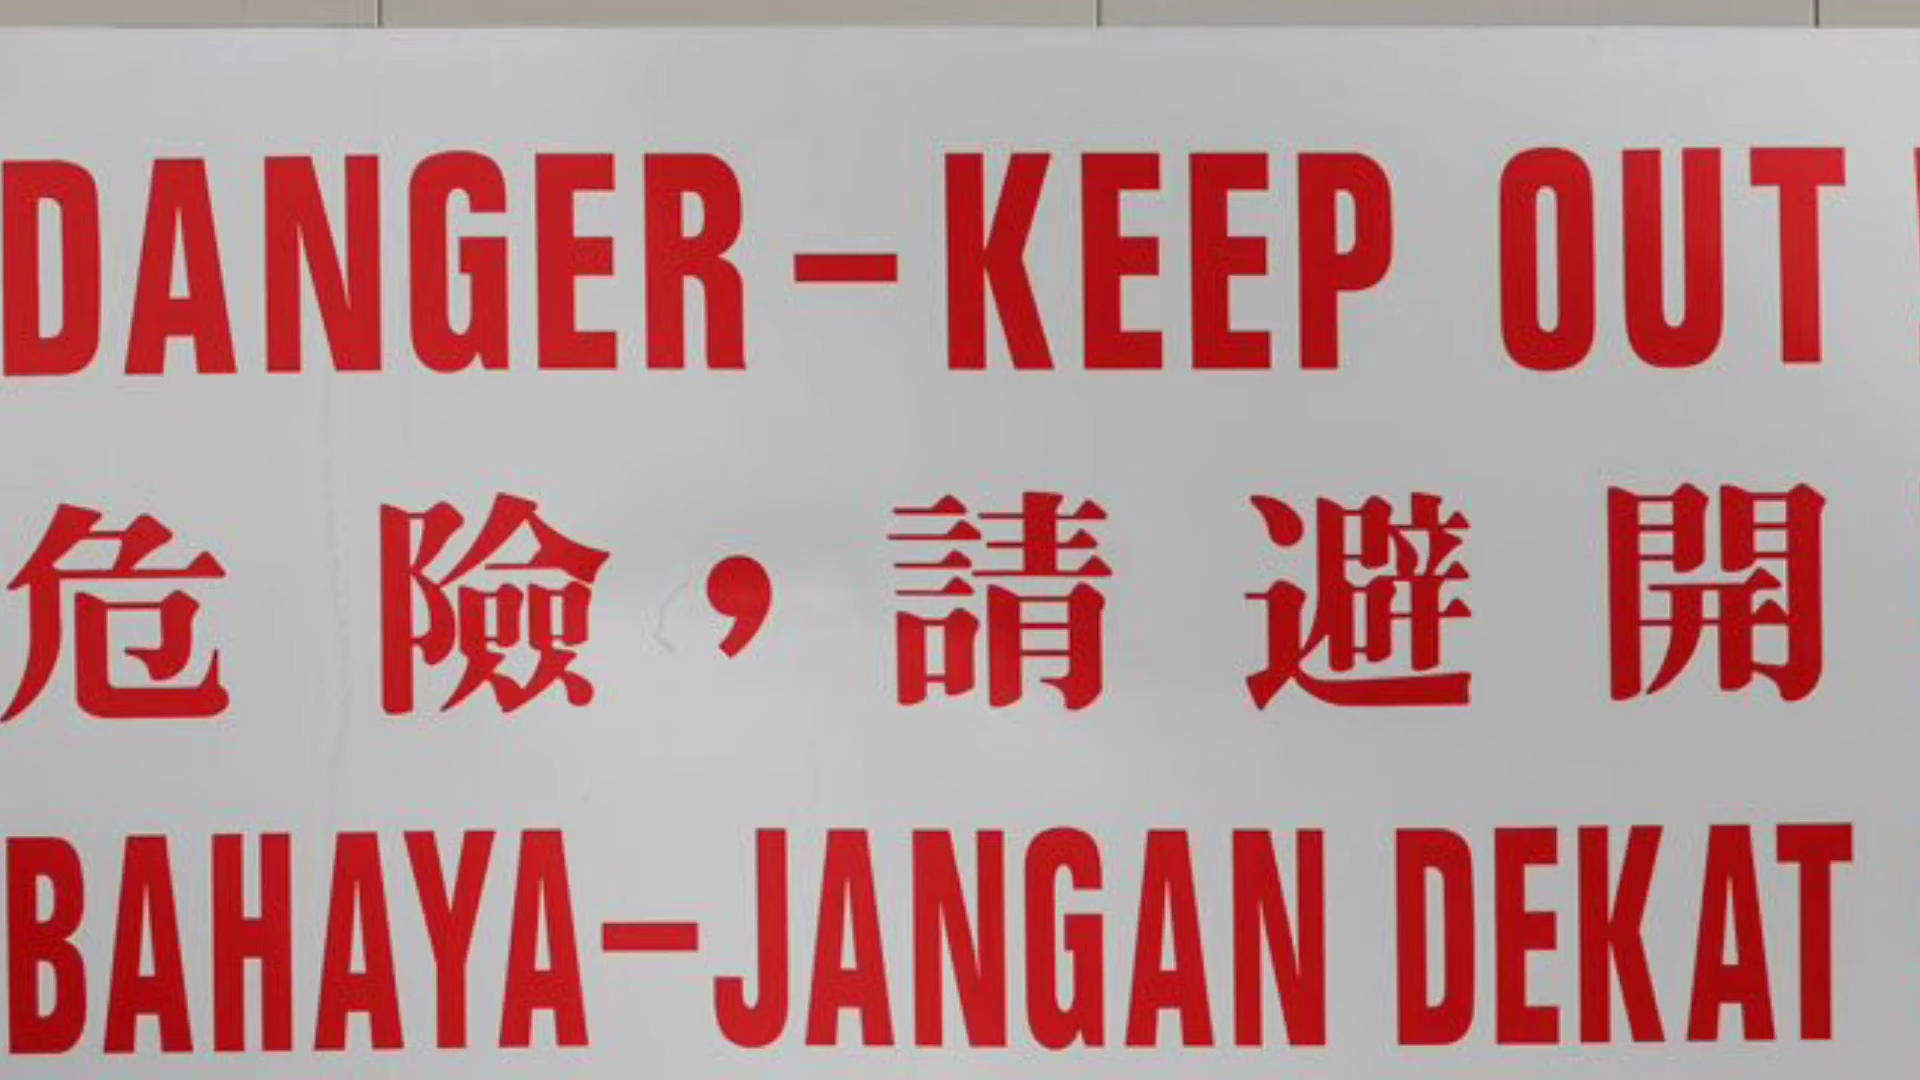 DANGER – KEEP OUT
危險，請避開
BAHAYA – JANGAN DEKAT